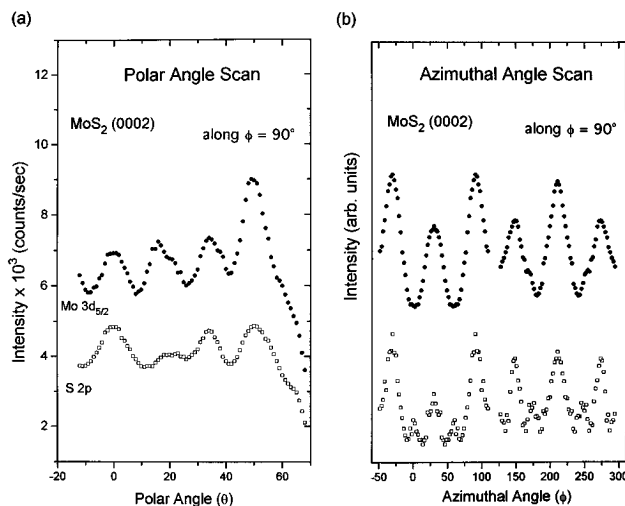 (a)
Polar Angle Scan
MoS₂ (0002)
along ϕ = 90°
Mo 3d₅/₂
S 2p
Intensity x 10³ (counts/sec)
12
10
8
6
4
2
-20
0
20
40
60
Polar Angle (θ)
(b)
Azimuthal Angle Scan
MoS₂ (0002)
along ϕ = 90°
Intensity (arb. units)
-50
0
50
100
150
200
250
300
Azimuthal Angle (ϕ)